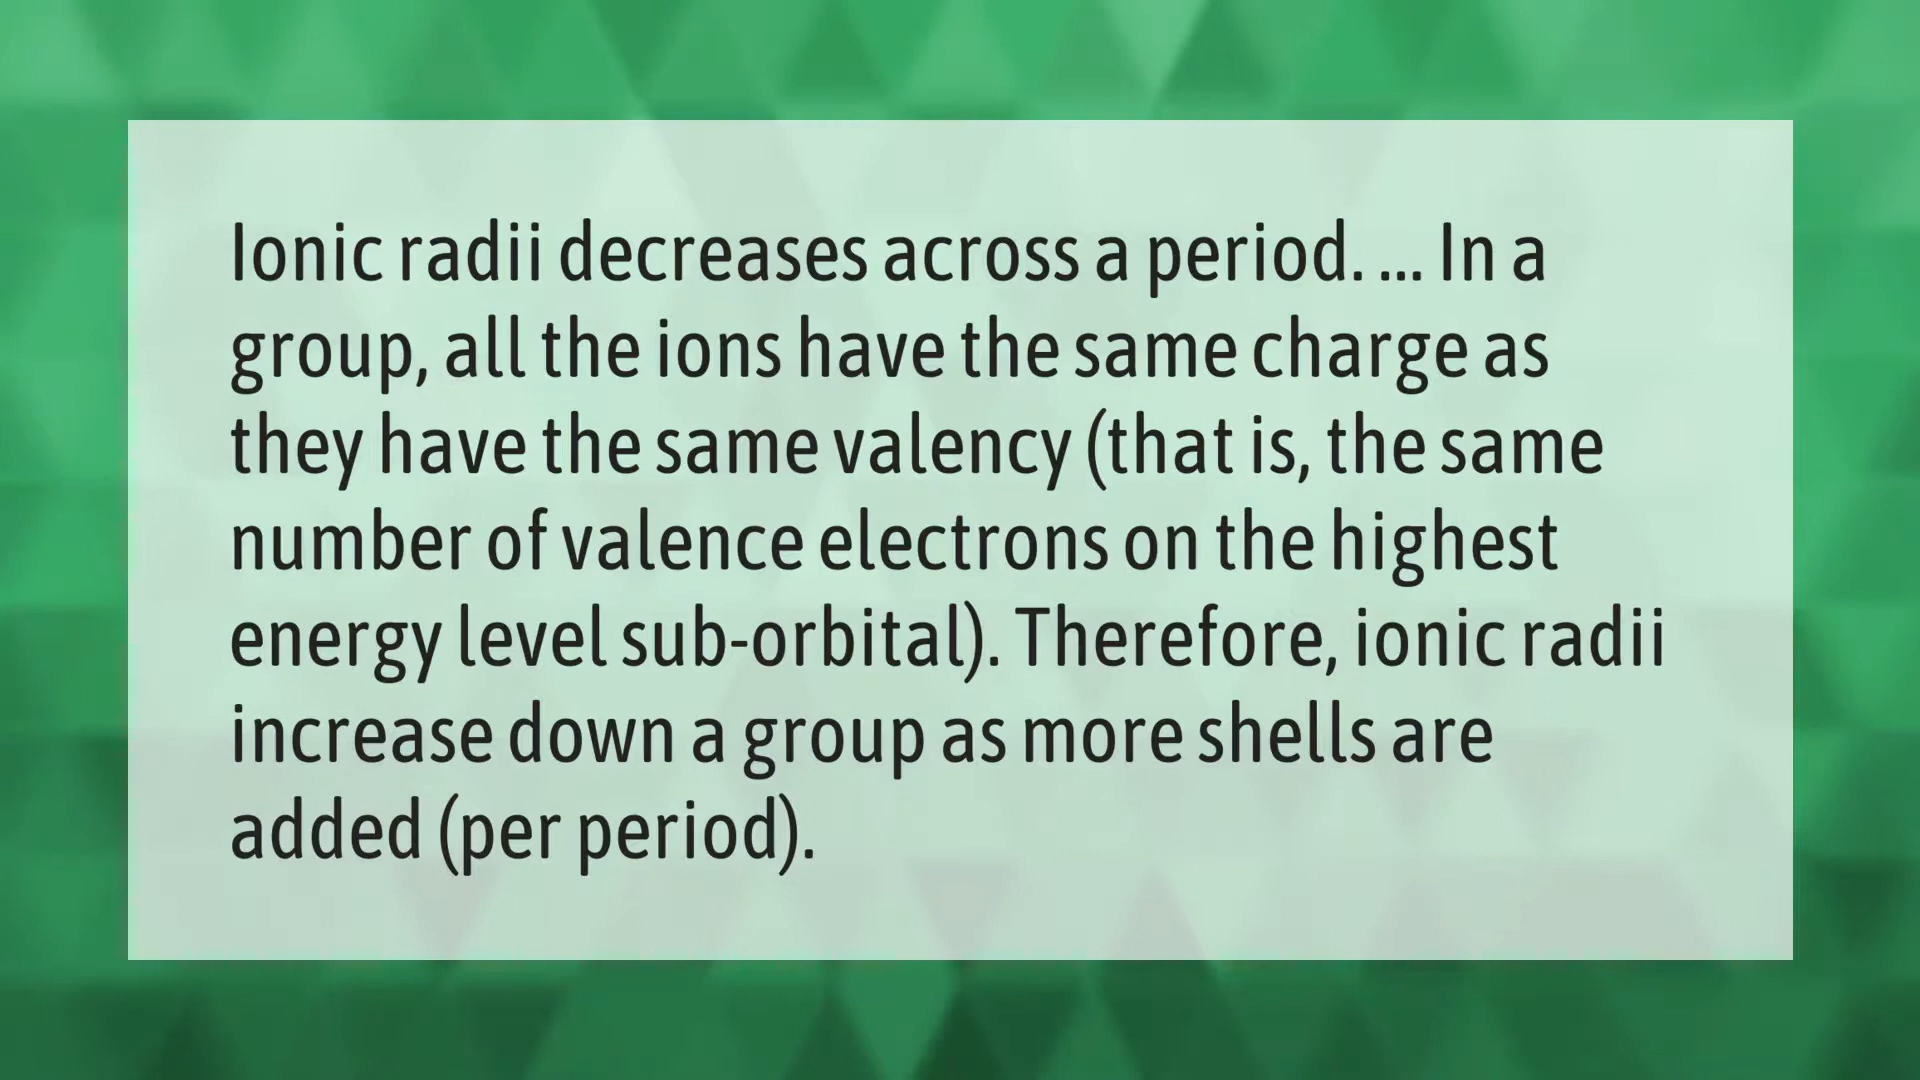 Ionic radii decreases across a period. ... In a
group, all the ions have the same charge as
they have the same valency (that is, the same
number of valence electrons on the highest
energy level sub-orbital). Therefore, ionic radii
increase down a group as more shells are
added (per period).